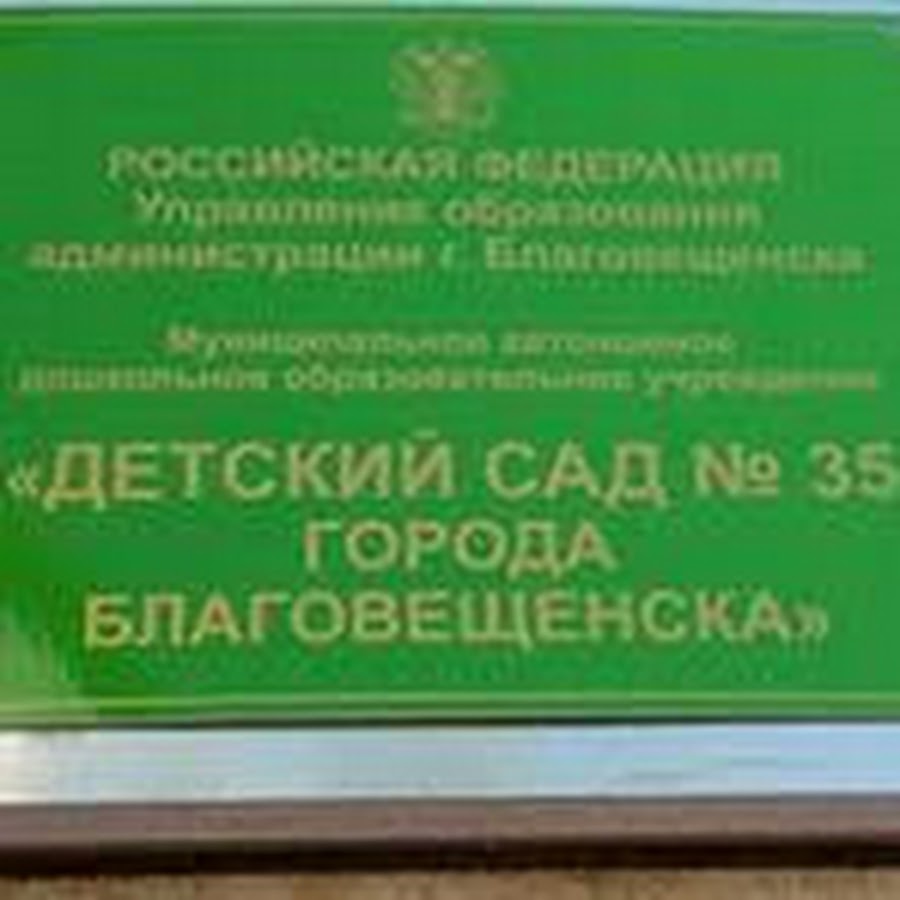 РОССИЙСКАЯ ФЕДЕРАЦИЯ
Управление образования
администрации г. Благовещенска
Муниципальное автономное
дошкольное образовательное учреждение
«ДЕТСКИЙ САД № 35
ГОРОДА
БЛАГОВЕЩЕНСКА»